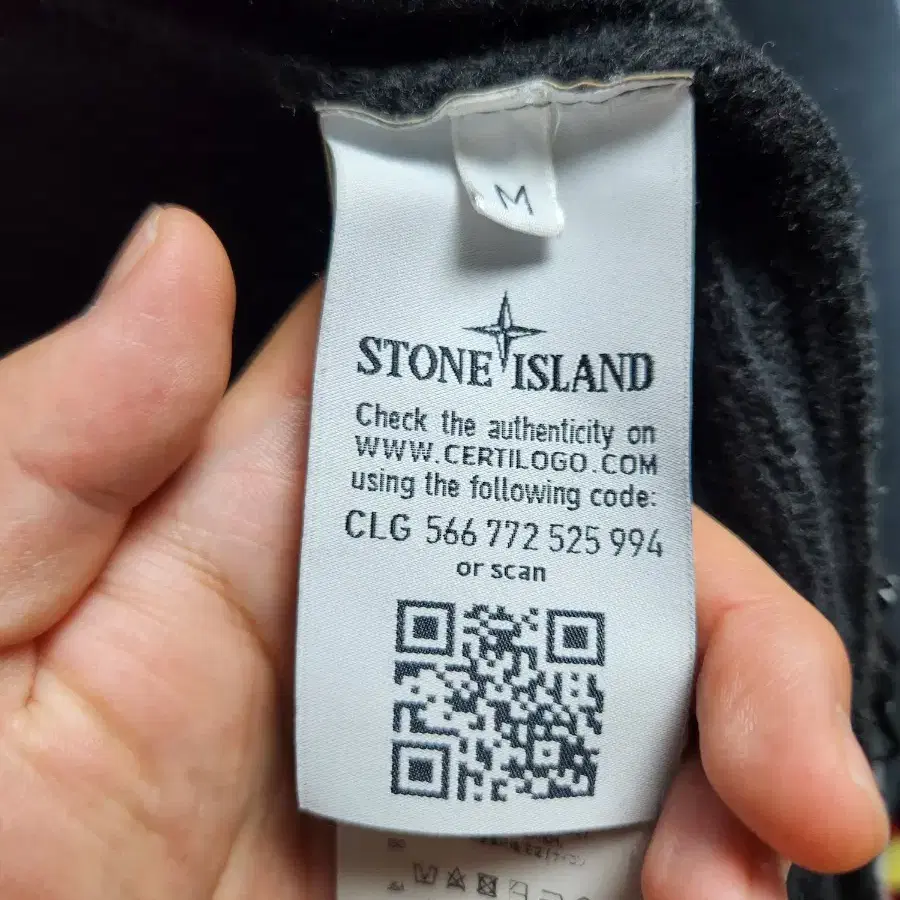 M
STONE ISLAND
Check the authenticity on
WWW.CERTILOGO.COM
using the following code:
CLG 566 772 525 994
or scan